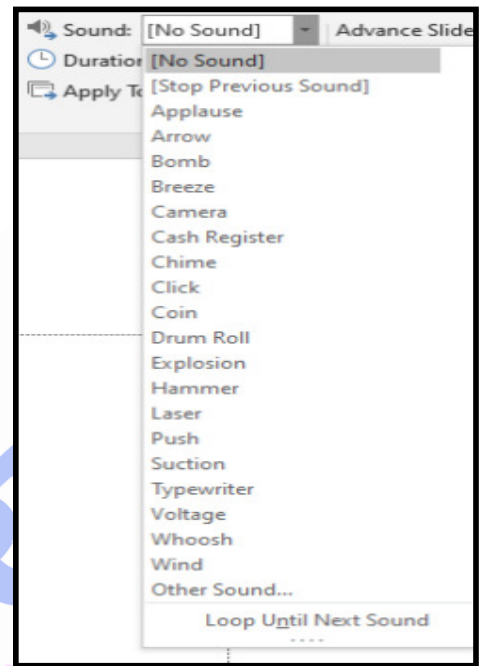 Sound: [No Sound] Advance Slide
Duration [No Sound]
Apply To [Stop Previous Sound]
Applause
Arrow
Bomb
Breeze
Camera
Cash Register
Chime
Click
Coin
Drum Roll
Explosion
Hammer
Laser
Push
Suction
Typewriter
Voltage
Whoosh
Wind
Other Sound...
Loop Until Next Sound